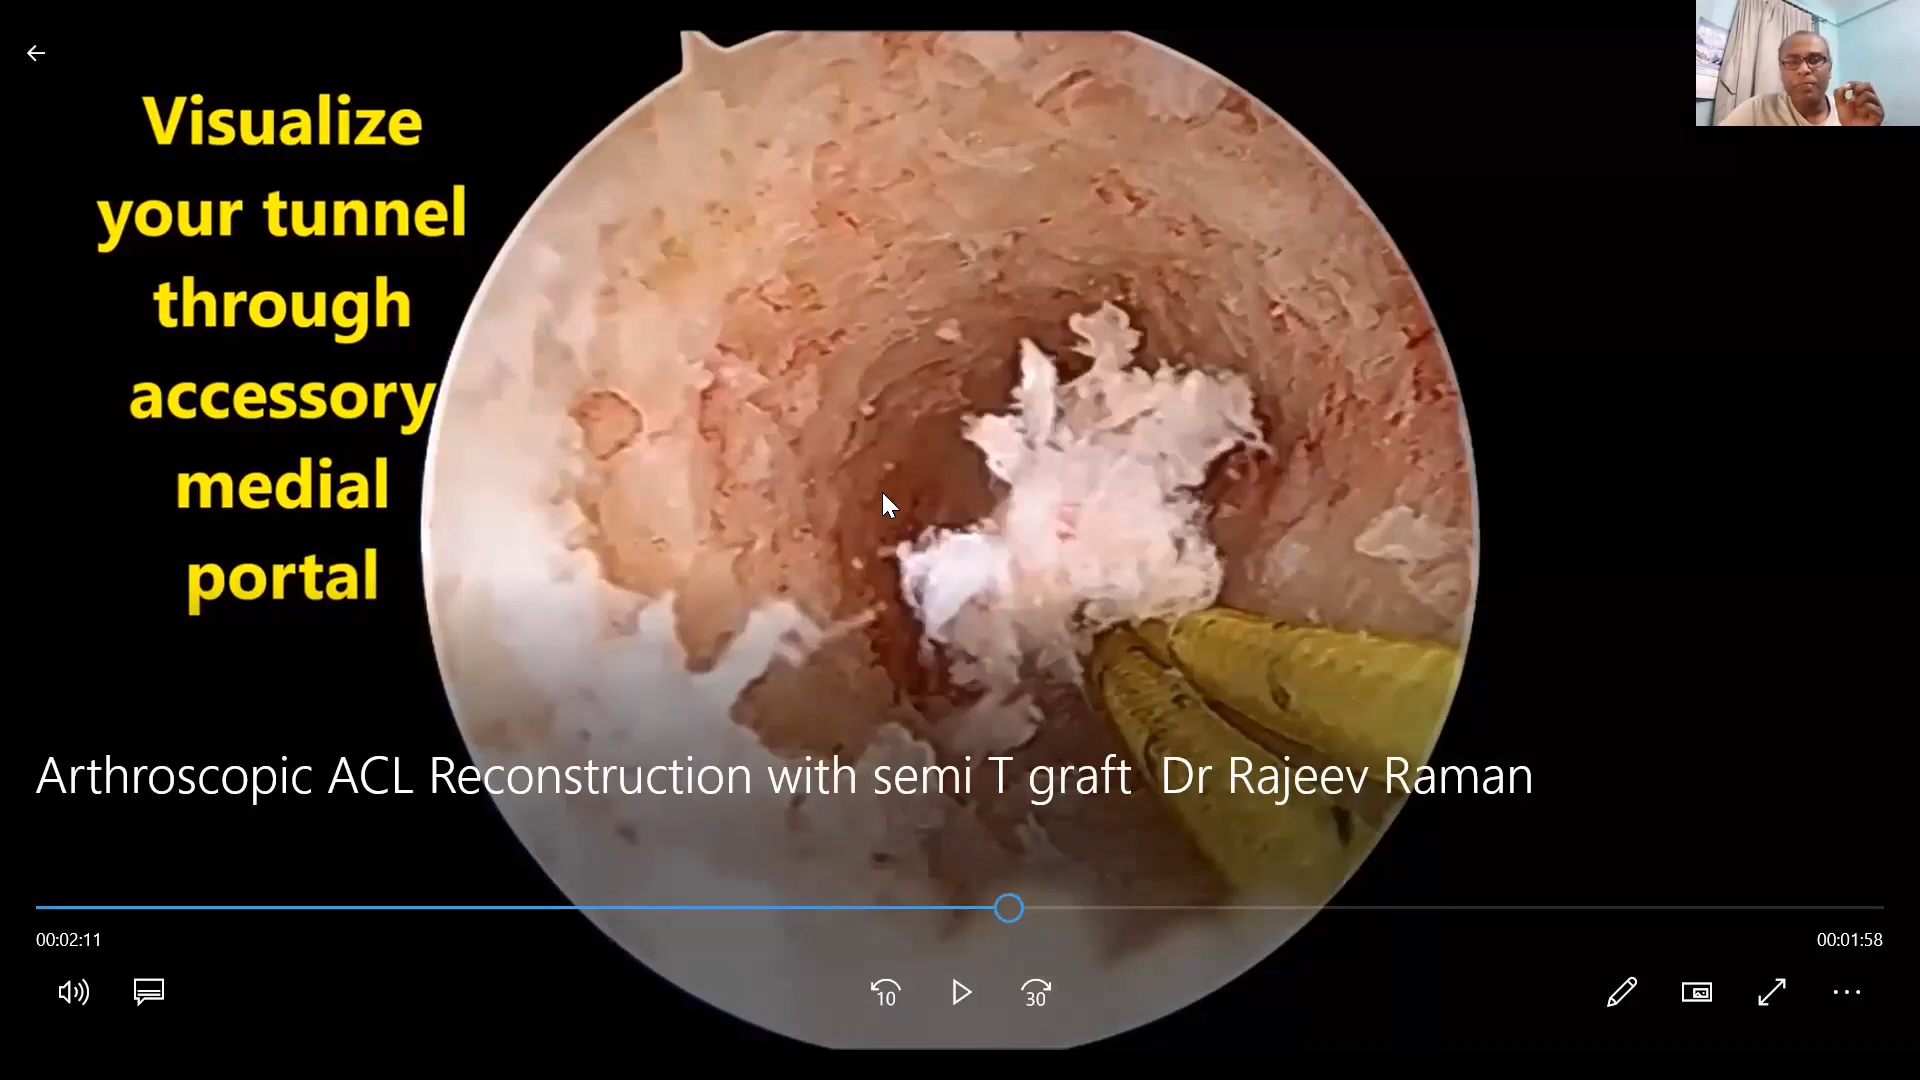 Visualize
your tunnel
through
accessory
medial
portal
Arthroscopic ACL Reconstruction with semi T graft  Dr Rajeev Raman
00:02:11
00:01:58
10
30